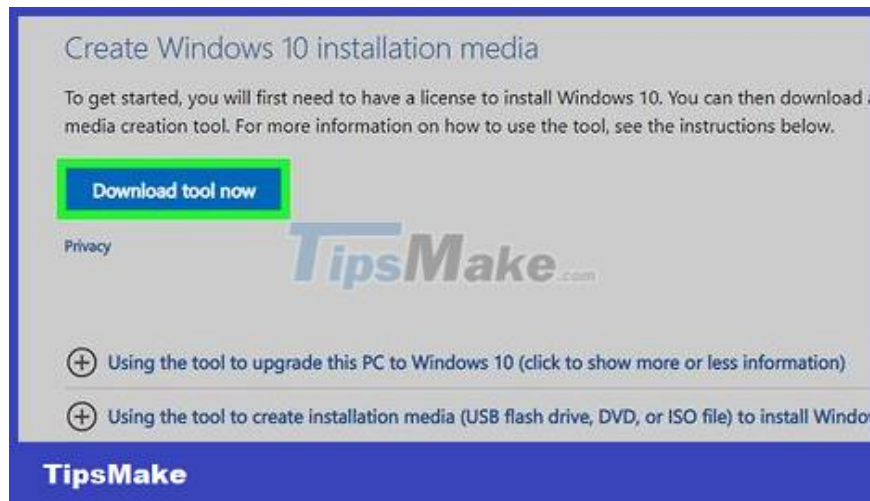 Create Windows 10 installation media
To get started, you will first need to have a license to install Windows 10. You can then download
media creation tool. For more information on how to use the tool, see the instructions below.
Download tool now
Privacy
TipsMake.com
Using the tool to upgrade this PC to Windows 10 (click to show more or less information)
Using the tool to create installation media (USB flash drive, DVD, or ISO file) to install
TipsMake